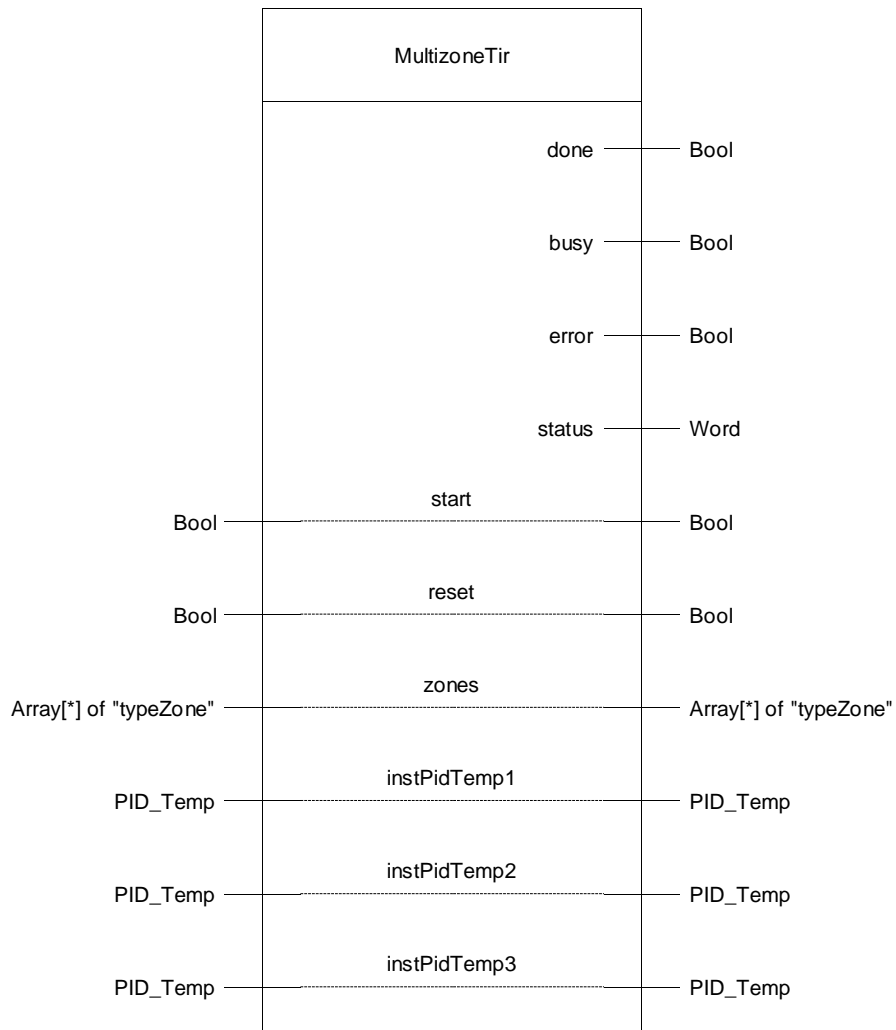 MultizoneTir
done Bool
busy Bool
error Bool
status Word
start
Bool Bool
reset
Bool Bool
zones
Array[*] of "typeZone" Array[*] of "typeZone"
instPidTemp1
PID_Temp PID_Temp
instPidTemp2
PID_Temp PID_Temp
instPidTemp3
PID_Temp PID_Temp